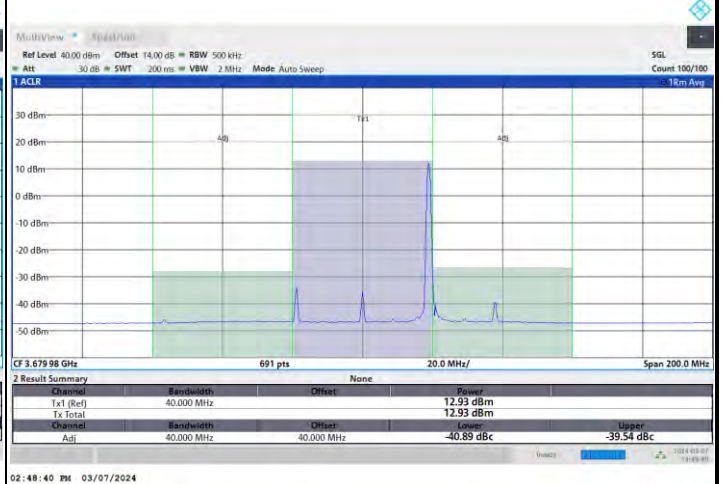 MultiView Spectrum
Ref Level 40.00 dBm Offset 14.00 dB RBW 500 kHz SGL
Att 30 dB SWT 200 ms VBW 2 MHz Mode Auto Sweep Count 100/100
1 ACLR 1Rm Avg
30 dBm
Tx1
20 dBm
Adj Adj
10 dBm
0 dBm
-10 dBm
-20 dBm
-30 dBm
-40 dBm
-50 dBm
CF 3.679 98 GHz 691 pts 20.0 MHz/ Span 200.0 MHz
2 Result Summary None
Channel Bandwidth Offset Power
Tx1 (Ref) 40.000 MHz 12.93 dBm
Tx Total 12.93 dBm
Channel Bandwidth Offset Lower Upper
Adj 40.000 MHz 40.000 MHz -40.89 dBc -39.54 dBc
Ready
02:48:40 PM 03/07/2024